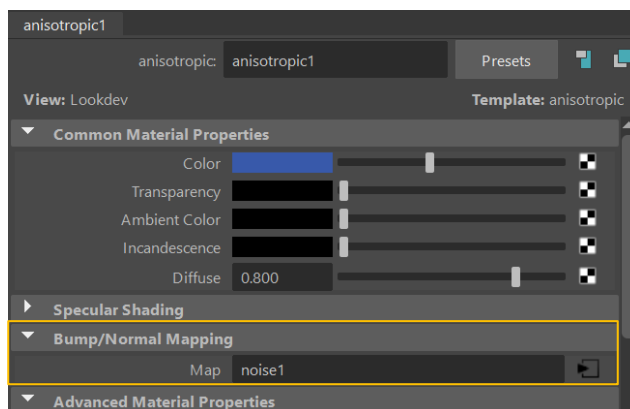 anisotropic1
anisotropic: anisotropic1 Presets
View: Lookdev Template: anisotropic
Common Material Properties
Color
Transparency
Ambient Color
Incandescence
Diffuse 0.800
Specular Shading
Bump/Normal Mapping
Map noise1
Advanced Material Properties